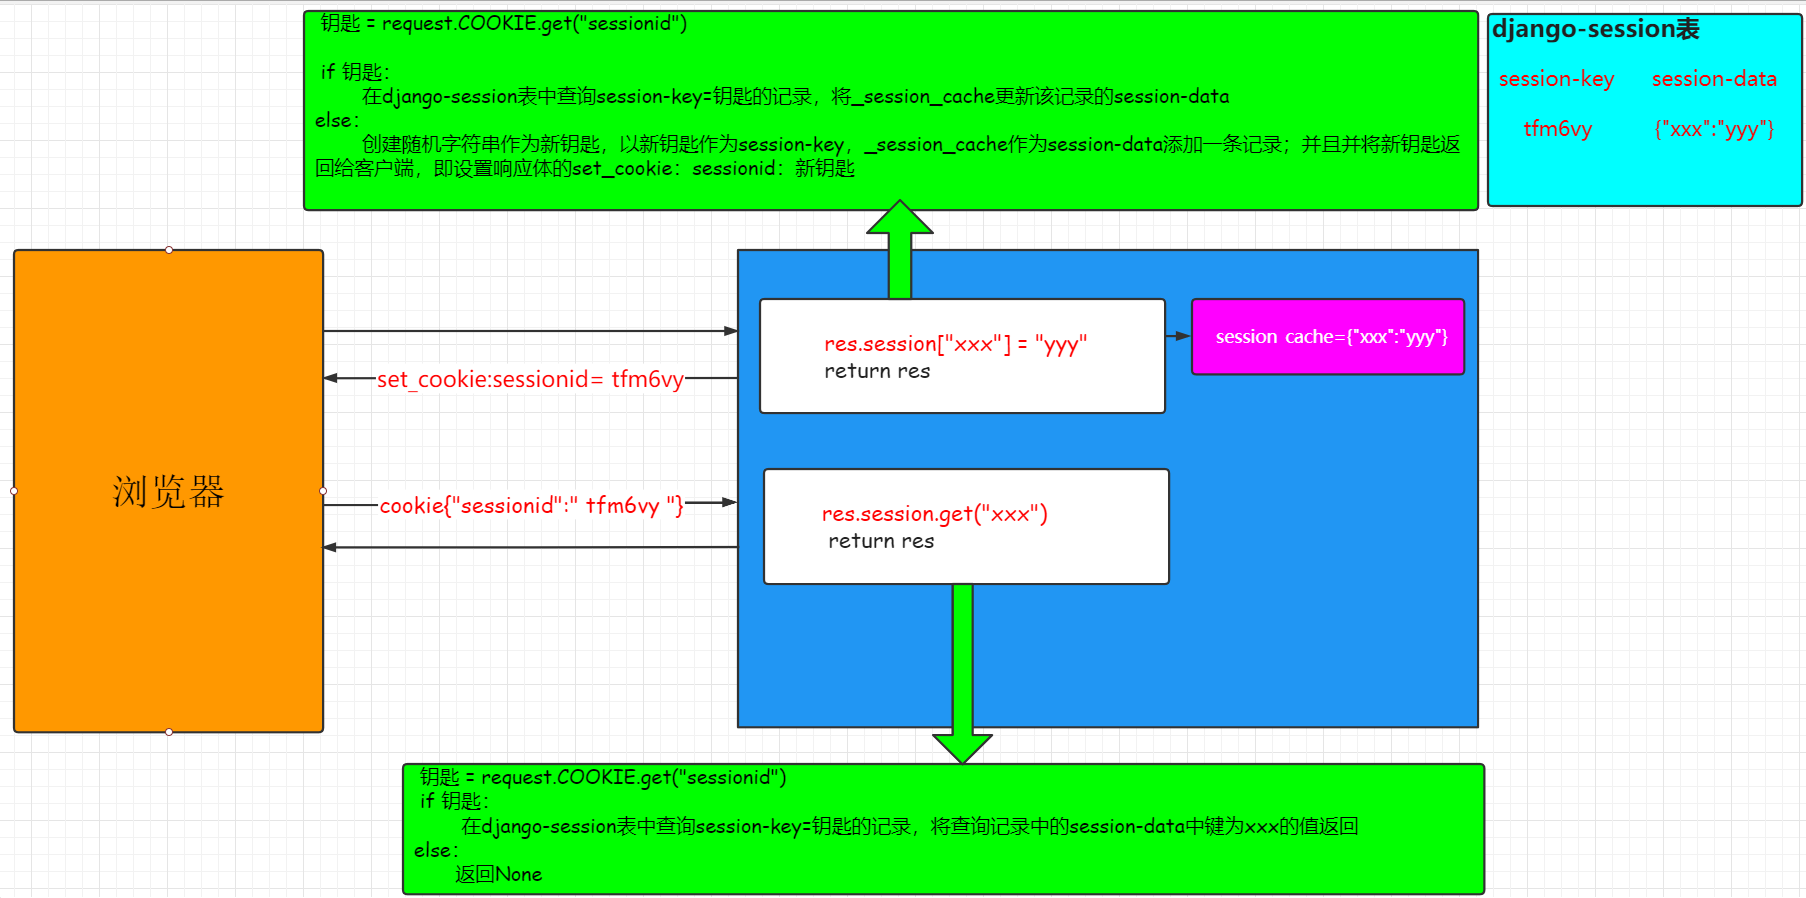 钥匙 = request.COOKIE.get("sessionid")
if 钥匙：
在django-session表中查询session-key=钥匙的记录，将_session_cache更新该记录的session-data
else：
创建随机字符串作为新钥匙，以新钥匙作为session-key，_session_cache作为session-data添加一条记录；并且并将新钥匙返
回给客户端，即设置响应体的set_cookie：sessionid：新钥匙
django-session表
session-key session-data
tfm6vy {"xxx":"yyy"}
浏览器
set_cookie:sessionid= tfm6vy
cookie{"sessionid":" tfm6vy "}
res.session["xxx"] = "yyy"
return res
session cache={"xxx":"yyy"}
res.session.get("xxx")
return res
钥匙 = request.COOKIE.get("sessionid")
if 钥匙：
在django-session表中查询session-key=钥匙的记录，将查询记录中的session-data中键为xxx的值返回
else：
返回None